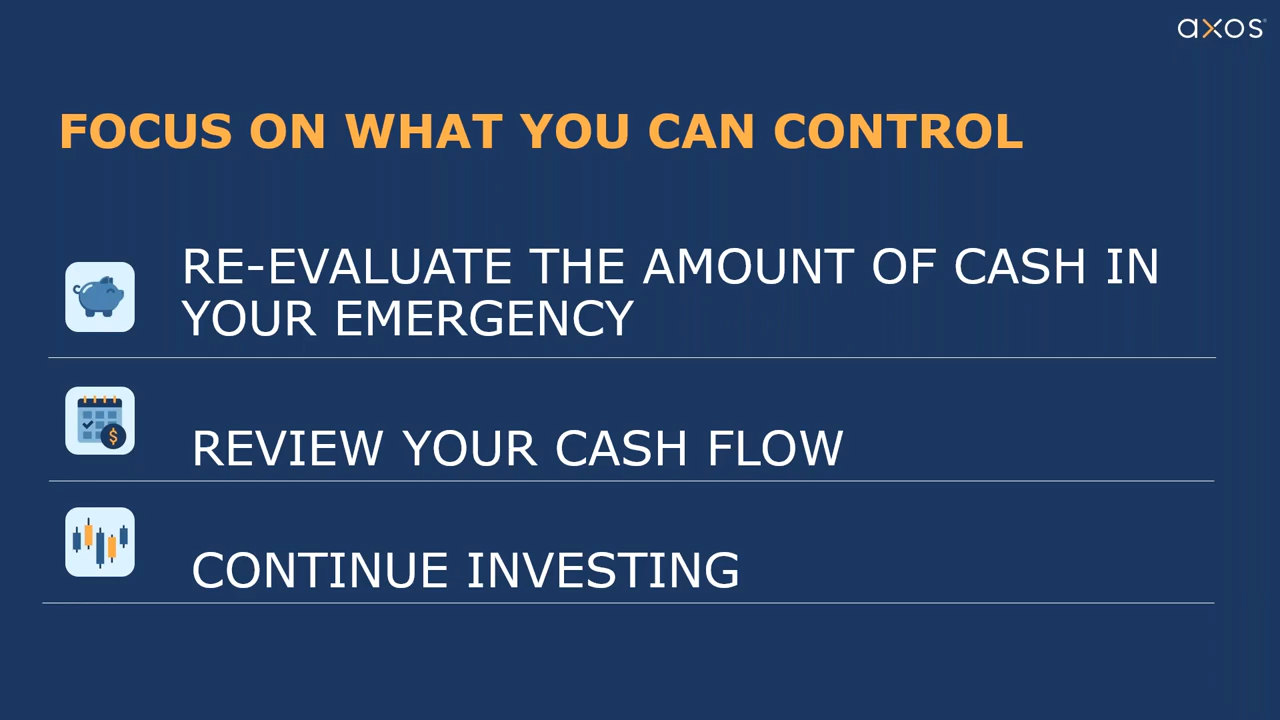 axos
FOCUS ON WHAT YOU CAN CONTROL
RE-EVALUATE THE AMOUNT OF CASH IN
YOUR EMERGENCY
$
REVIEW YOUR CASH FLOW
CONTINUE INVESTING